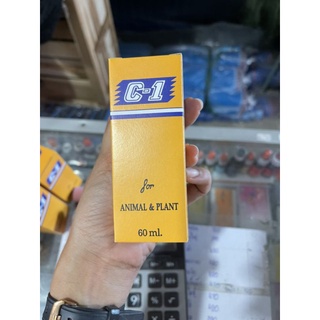 C-1
for
ANIMAL & PLANT
60 ml.